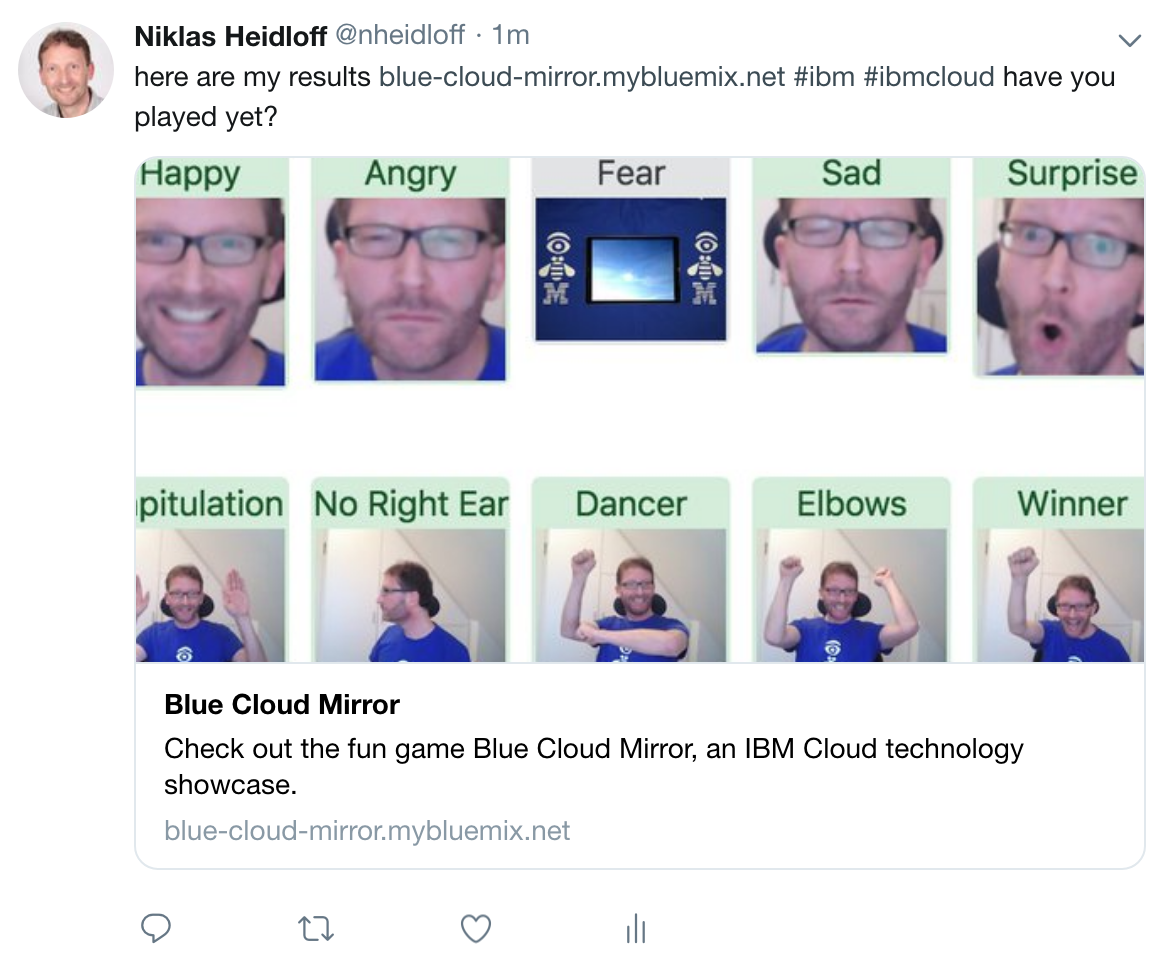 Niklas Heidloff @nheidloff · 1m
here are my results blue-cloud-mirror.mybluemix.net #ibm #ibmcloud have you
played yet?
Happy Angry Fear Sad Surprise
M M
pitulation No Right Ear Dancer Elbows Winner
Blue Cloud Mirror
Check out the fun game Blue Cloud Mirror, an IBM Cloud technology
showcase.
blue-cloud-mirror.mybluemix.net